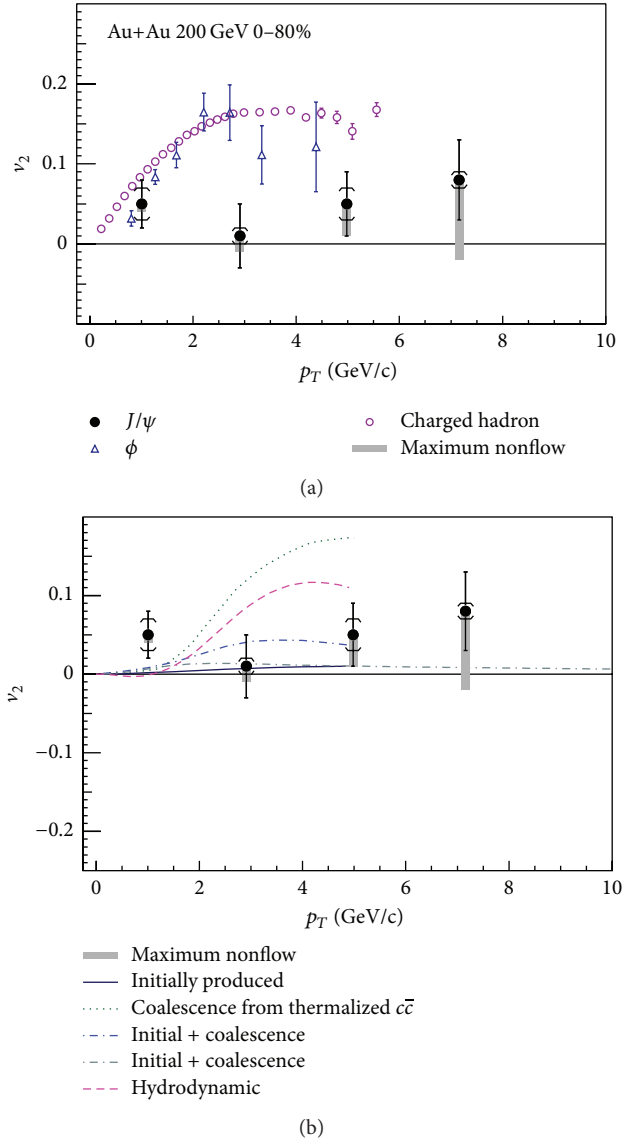 Au+Au 200 GeV 0–80%
0.2
0.1
0
v₂
0 2 4 6 8 10
p_T (GeV/c)
J/ψ
ϕ
Charged hadron
Maximum nonflow
(a)
0.1
0
−0.1
−0.2
v₂
0 2 4 6 8 10
p_T (GeV/c)
Maximum nonflow
Initially produced
Coalescence from thermalized cc̄
Initial + coalescence
Initial + coalescence
Hydrodynamic
(b)